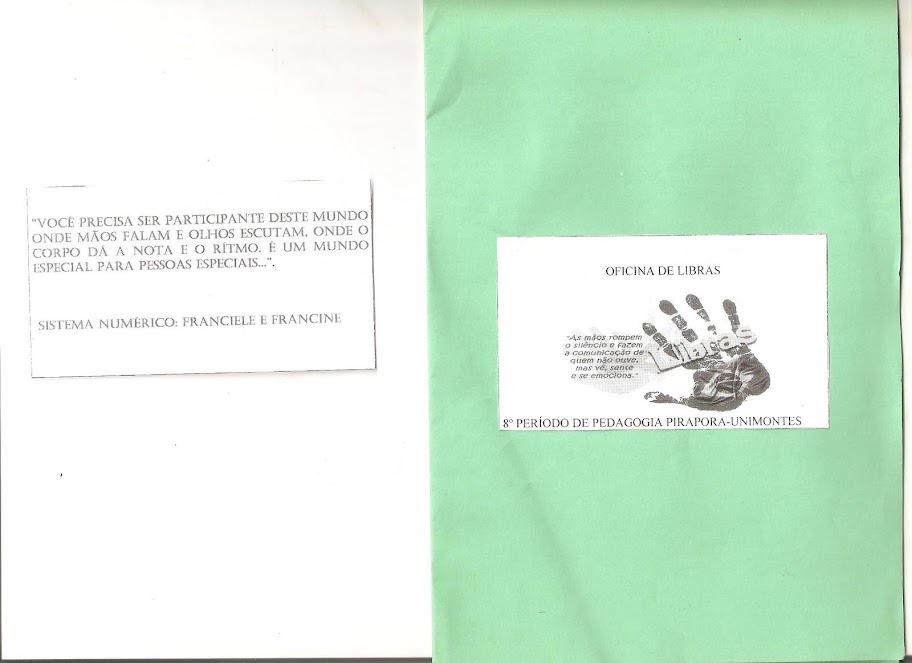 "VOCÊ PRECISA SER PARTICIPANTE DESTE MUNDO
ONDE MÃOS FALAM E OLHOS ESCUTAM, ONDE O
CORPO DÁ A NOTA E O RÍTMO. É UM MUNDO
ESPECIAL PARA PESSOAS ESPECIAIS...".
SISTEMA NUMÉRICO: FRANCIELE E FRANCINE
OFICINA DE LIBRAS
"As mãos rompem
o silêncio e fazem
a comunicação de
quem não ouve,
mas vê, sente
e se emociona."
Libras
8º PERÍODO DE PEDAGOGIA PIRAPORA-UNIMONTES